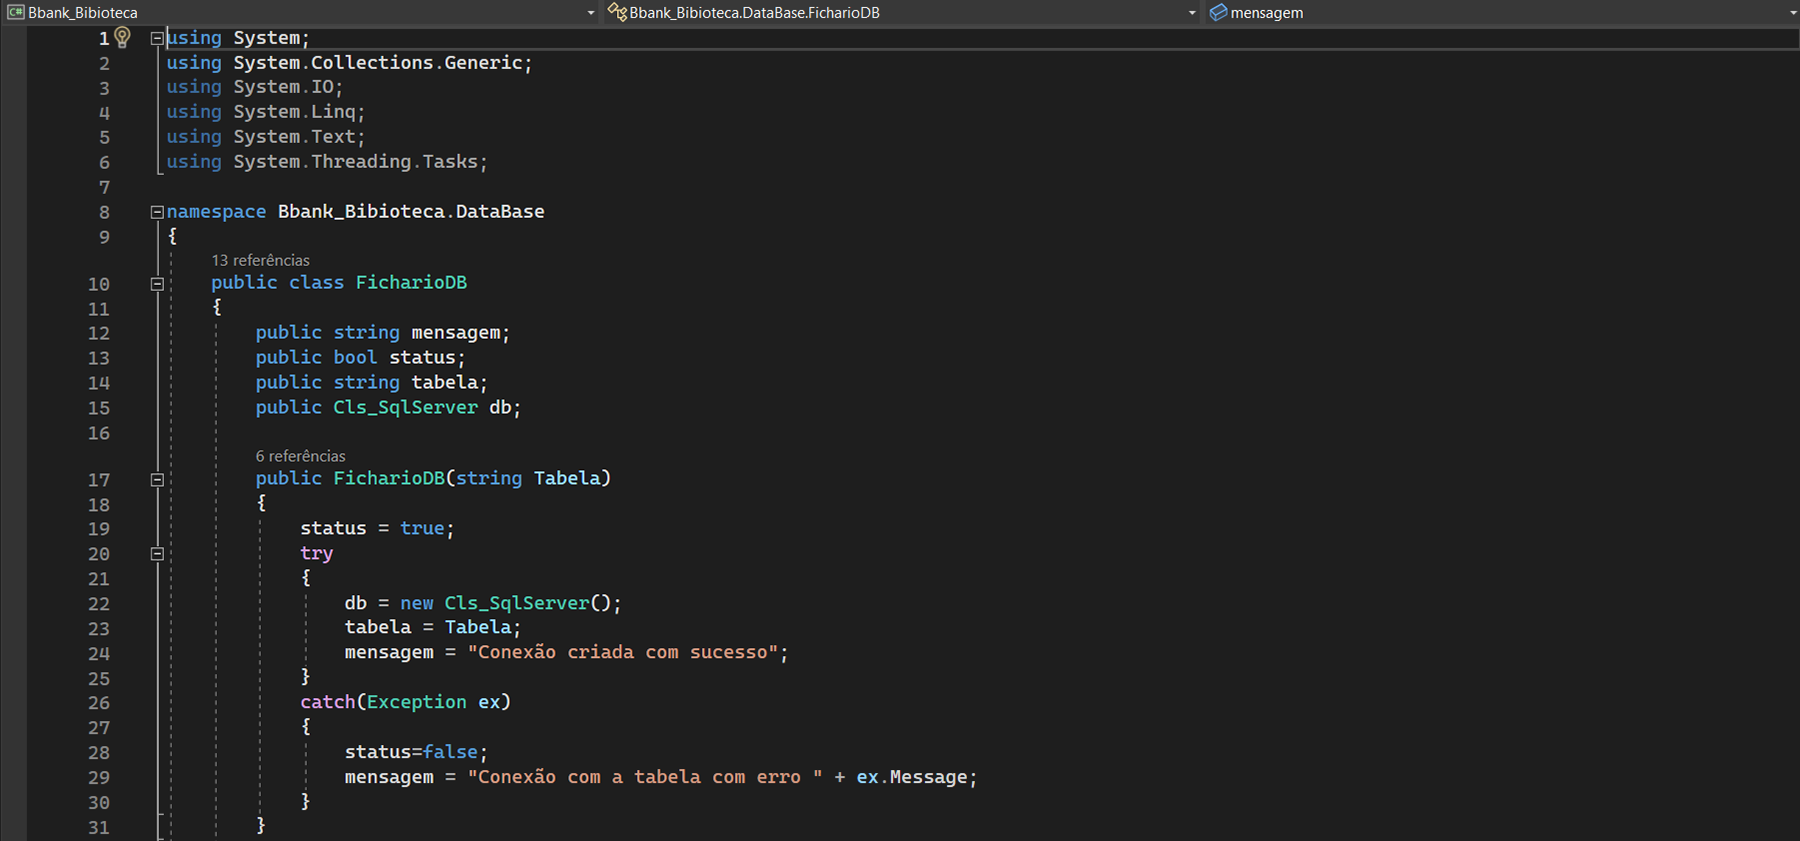 C# Bbank_Bibioteca
Bbank_Bibioteca.DataBase.FicharioDB
mensagem
1 using System;
2 using System.Collections.Generic;
3 using System.IO;
4 using System.Linq;
5 using System.Text;
6 using System.Threading.Tasks;
7
8 namespace Bbank_Bibioteca.DataBase
9 {
13 referências
10 public class FicharioDB
11 {
12 public string mensagem;
13 public bool status;
14 public string tabela;
15 public Cls_SqlServer db;
16
6 referências
17 public FicharioDB(string Tabela)
18 {
19 status = true;
20 try
21 {
22 db = new Cls_SqlServer();
23 tabela = Tabela;
24 mensagem = "Conexão criada com sucesso";
25 }
26 catch(Exception ex)
27 {
28 status=false;
29 mensagem = "Conexão com a tabela com erro " + ex.Message;
30 }
31 }